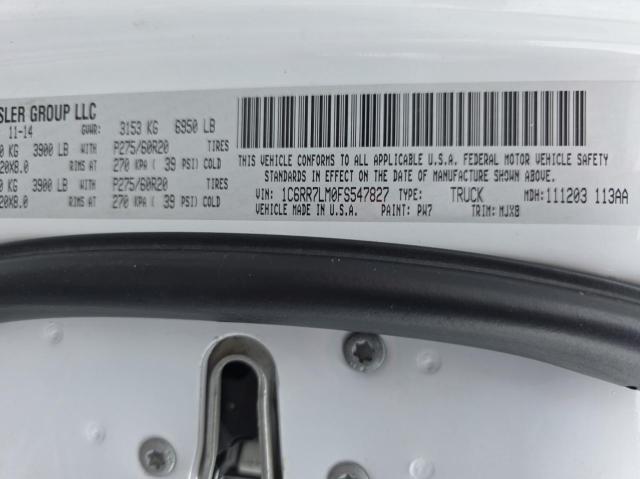 SLER GROUP LLC
11-14 GVWR: 3153 KG 6950 LB
KG 3900 LB WITH P275/60R20 TIRES
20X8.0 RIMS AT 270 KPA ( 39 PSI) COLD
KG 3900 LB WITH P275/60R20 TIRES
20X8.0 RIMS AT 270 KPA ( 39 PSI) COLD
THIS VEHICLE CONFORMS TO ALL APPLICABLE U.S.A. FEDERAL MOTOR VEHICLE SAFETY
STANDARDS IN EFFECT ON THE DATE OF MANUFACTURE SHOWN ABOVE.
VIN: 1C6RR7LM0FS547827 TYPE: TRUCK MDH: 111203 113AA
VEHICLE MADE IN U.S.A. PAINT: PW7 TRIM: MJX8